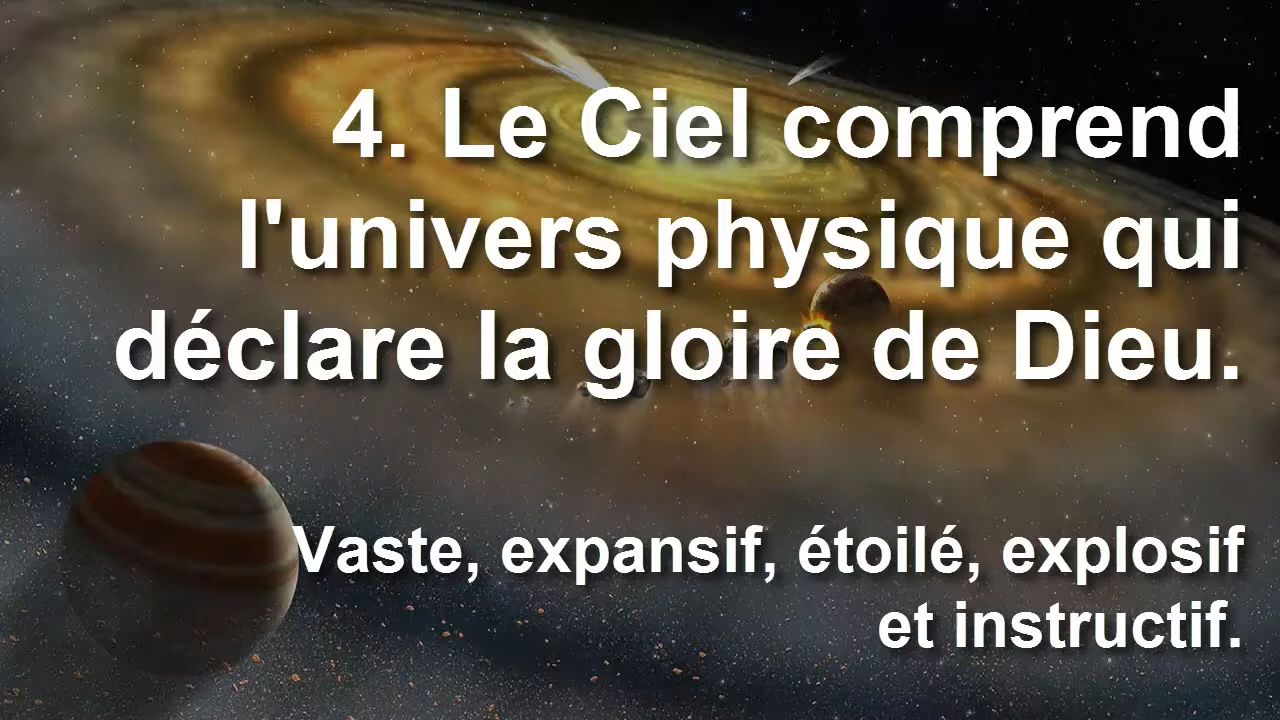 4. Le Ciel comprend
l'univers physique qui
déclare la gloire de Dieu.
Vaste, expansif, étoilé, explosif
et instructif.